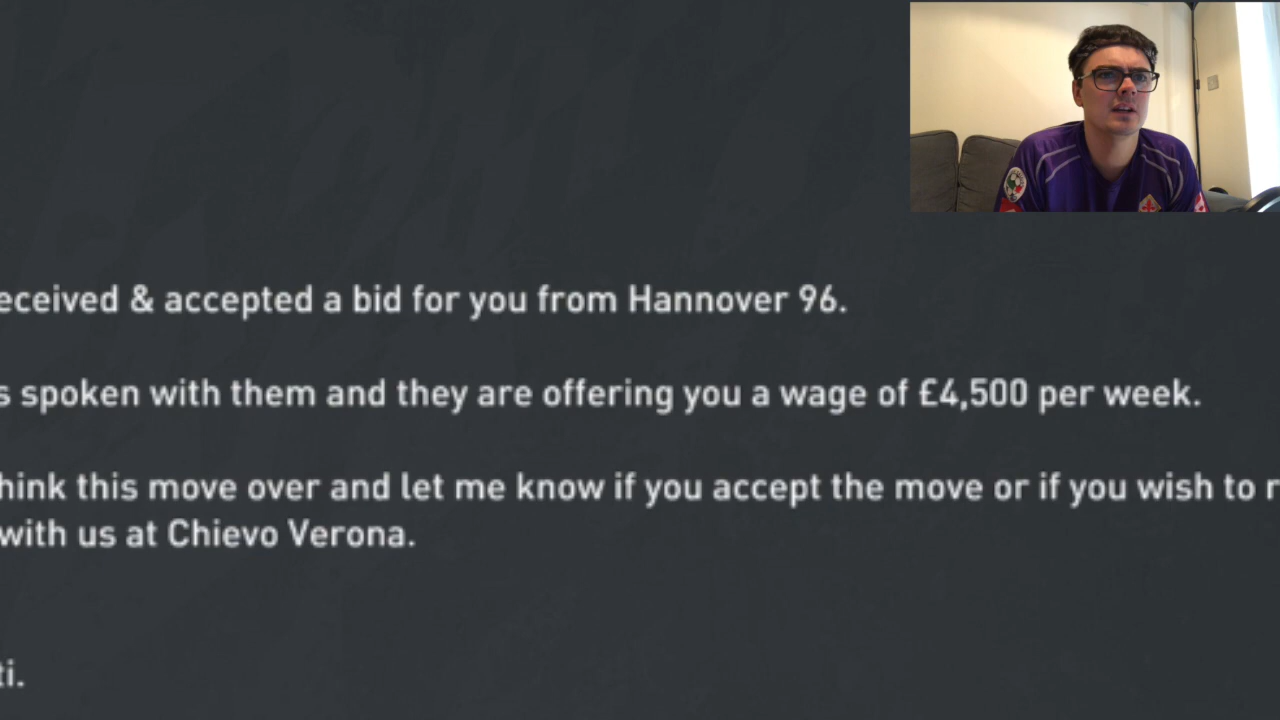 eceived & accepted a bid for you from Hannover 96.
s spoken with them and they are offering you a wage of £4,500 per week.
hink this move over and let me know if you accept the move or if you wish to r
with us at Chievo Verona.
ti.